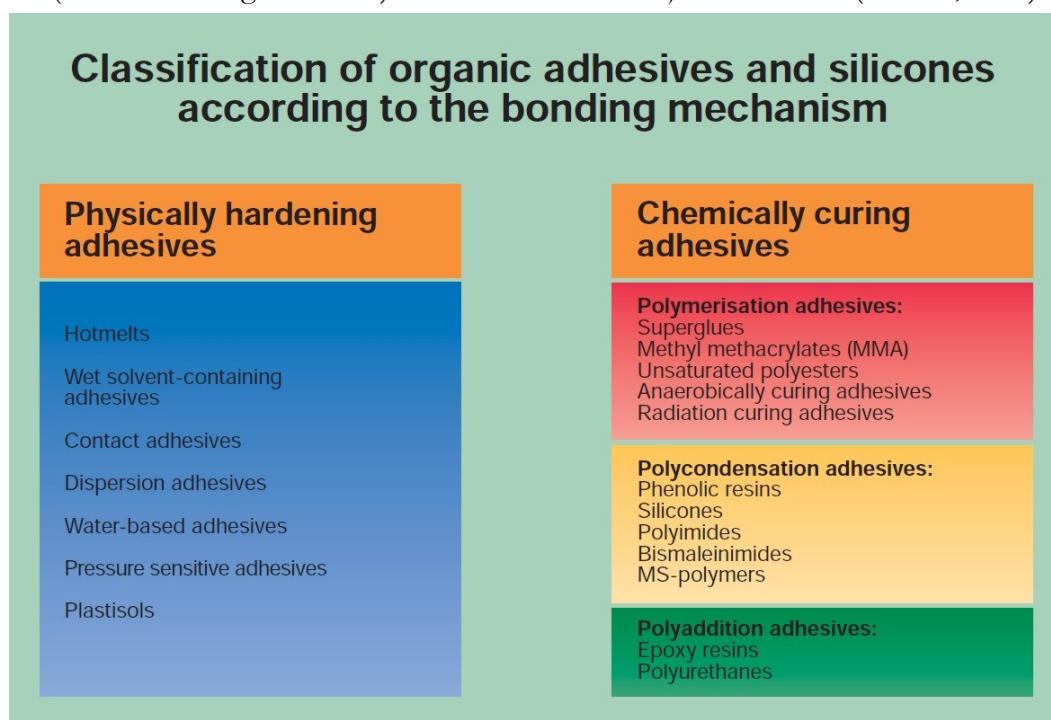 Classification of organic adhesives and silicones
according to the bonding mechanism
Physically hardening
adhesives
Hotmelts
Wet solvent-containing
adhesives
Contact adhesives
Dispersion adhesives
Water-based adhesives
Pressure sensitive adhesives
Plastisols
Chemically curing
adhesives
Polymerisation adhesives:
Superglues
Methyl methacrylates (MMA)
Unsaturated polyesters
Anaerobically curing adhesives
Radiation curing adhesives
Polycondensation adhesives:
Phenolic resins
Silicones
Polyimides
Bismaleinimides
MS-polymers
Polyaddition adhesives:
Epoxy resins
Polyurethanes